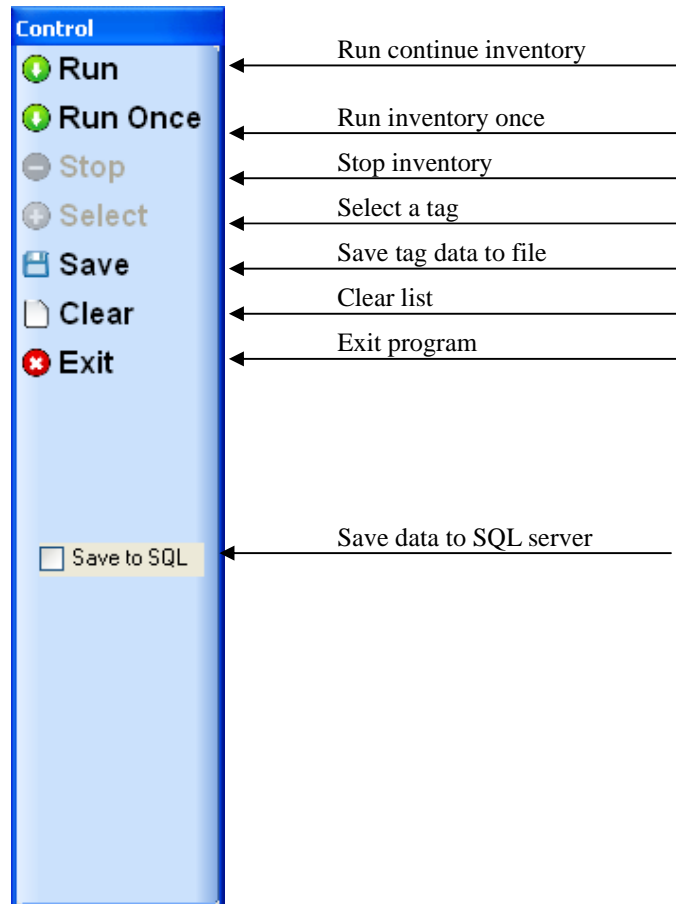 Control
Run
Run continue inventory
Run Once
Run inventory once
Stop
Stop inventory
Select
Select a tag
Save
Save tag data to file
Clear
Clear list
Exit
Exit program
Save to SQL
Save data to SQL server